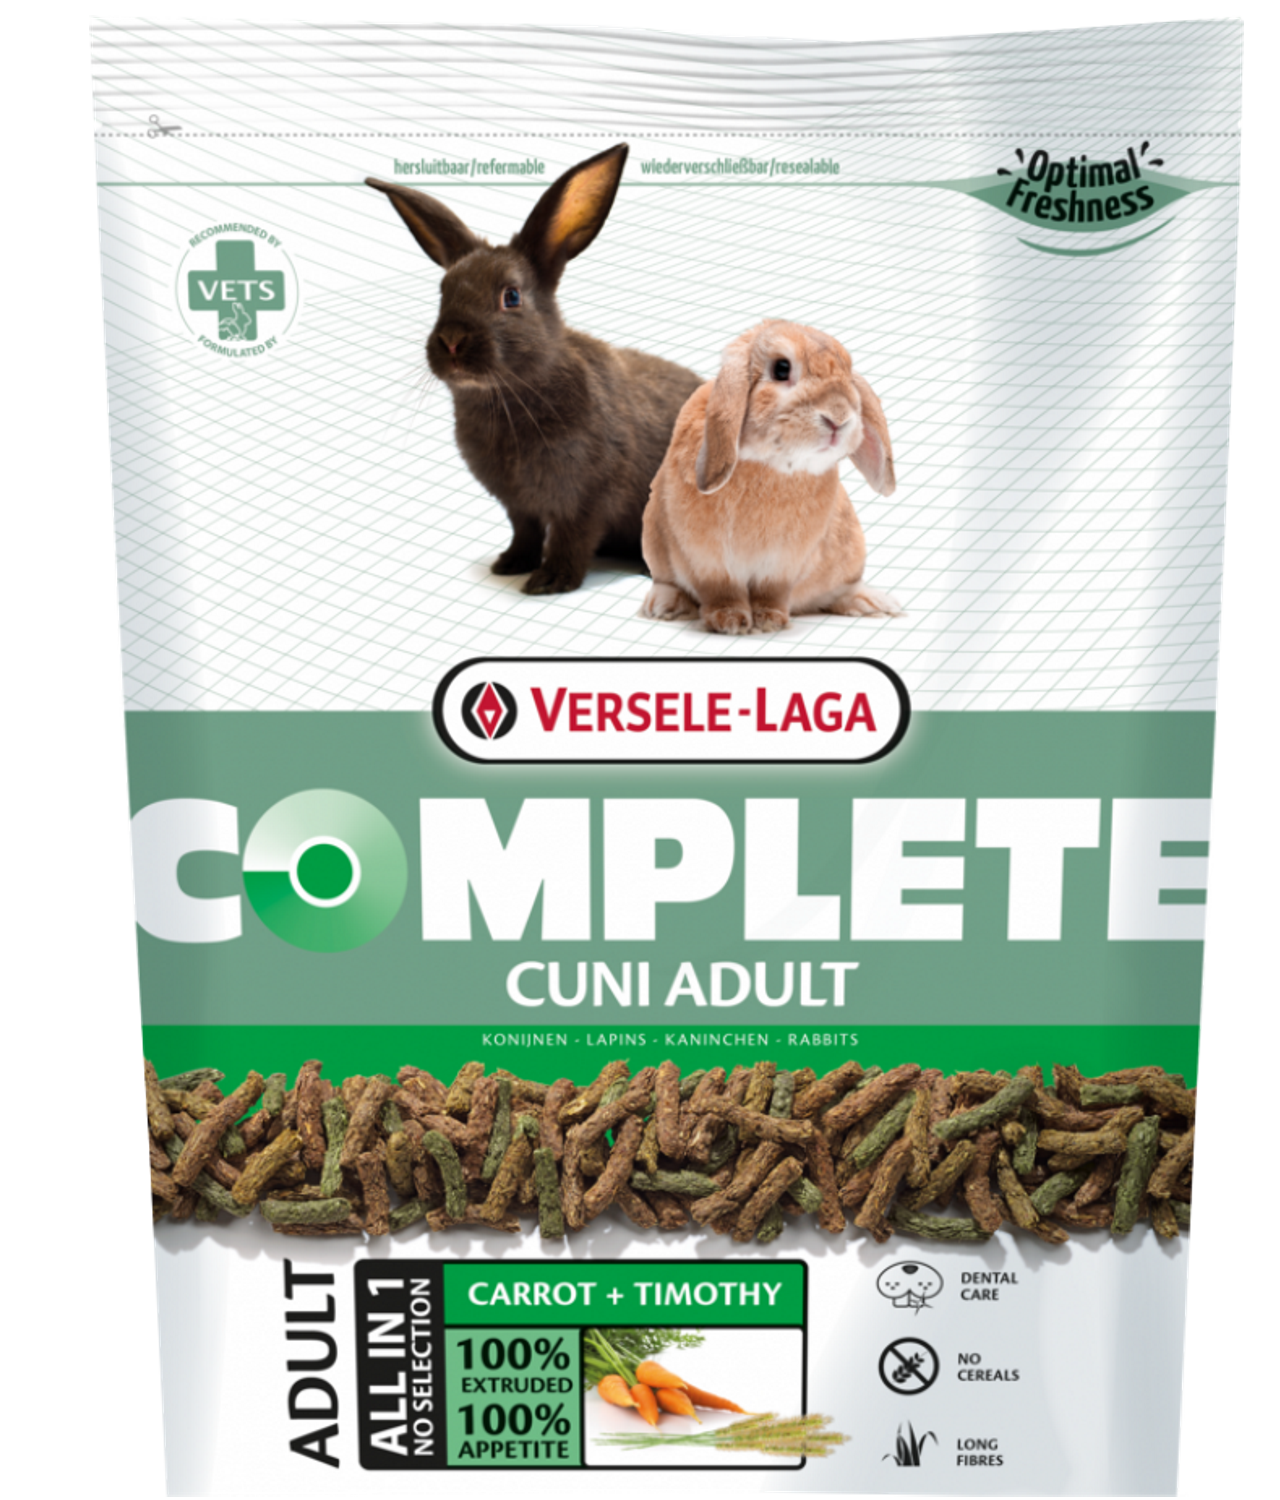 hersluitbaar/refermable
wiederverschließbar/resealable
Optimal
Freshness
RECOMMENDED BY
VETS
FORMULATED BY
VERSELE-LAGA
COMPLETE
CUNI ADULT
KONIJNEN - LAPINS - KANINCHEN - RABBITS
ADULT
ALL IN 1
NO SELECTION
CARROT + TIMOTHY
100%
EXTRUDED
100%
APPETITE
DENTAL
CARE
NO
CEREALS
LONG
FIBRES